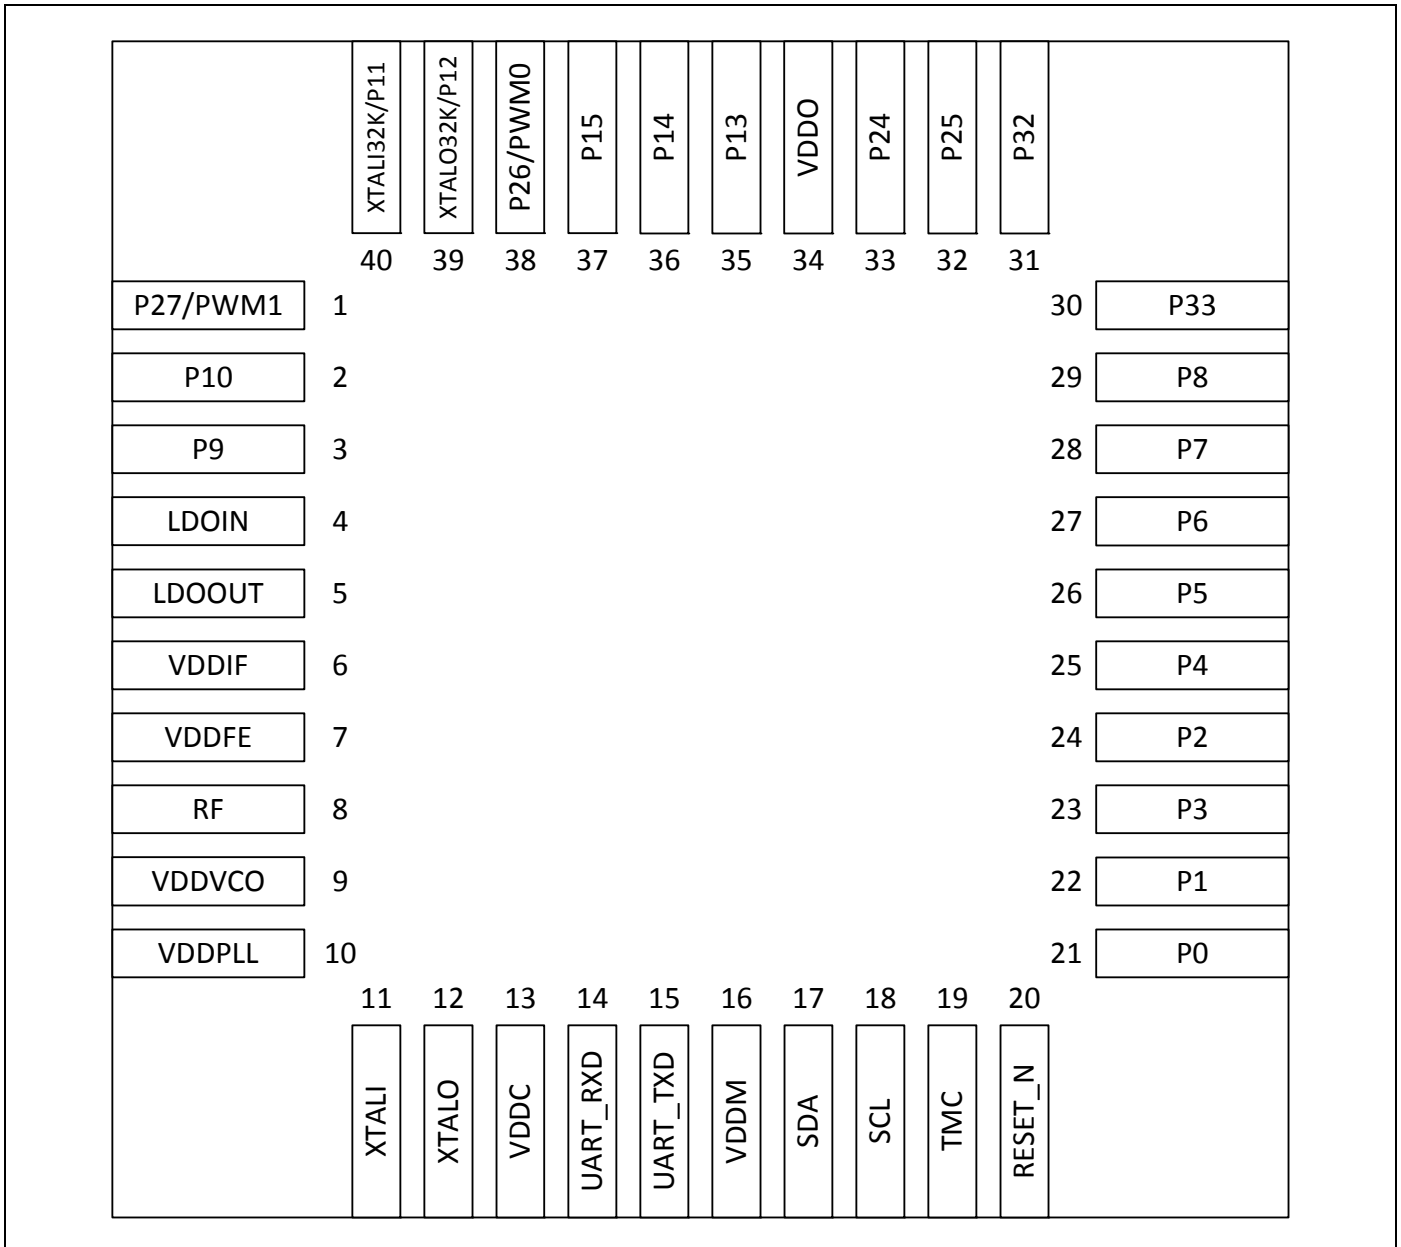 XTALI32K/P11
XTALO32K/P12
P26/PWM0
P15
P14
P13
VDDO
P24
P25
P32
40 39 38 37 36 35 34 33 32 31
P27/PWM1 1
30 P33
P10 2
29 P8
P9 3
28 P7
LDOIN 4
27 P6
LDOOUT 5
26 P5
VDDIF 6
25 P4
VDDFE 7
24 P2
RF 8
23 P3
VDDVCO 9
22 P1
VDDPLL 10
21 P0
11 12 13 14 15 16 17 18 19 20
XTALI
XTALO
VDDC
UART_RXD
UART_TXD
VDDM
SDA
SCL
TMC
RESET_N